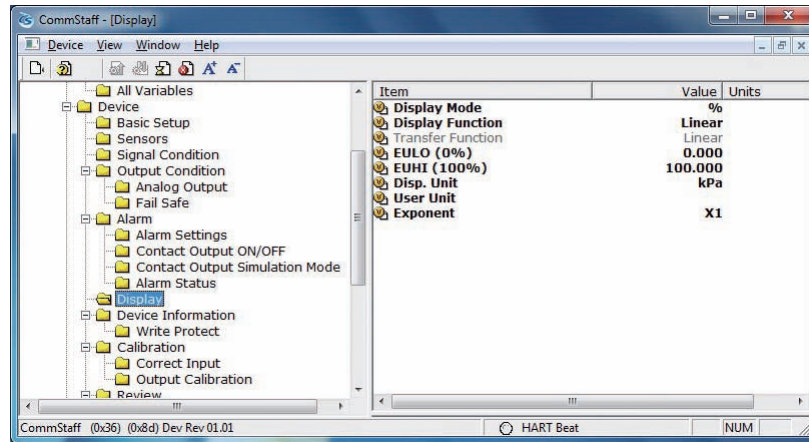 CommStaff - [Display]
Device View Window Help
All Variables
Device
Basic Setup
Sensors
Signal Condition
Output Condition
Analog Output
Fail Safe
Alarm
Alarm Settings
Contact Output ON/OFF
Contact Output Simulation Mode
Alarm Status
Display
Device Information
Write Protect
Calibration
Correct Input
Output Calibration
Review
Item Value Units
Display Mode %
Display Function Linear
Transfer Function Linear
EULO (0%) 0.000
EUHI (100%) 100.000
Disp. Unit kPa
User Unit
Exponent X1
CommStaff (0x36) (0x8d) Dev Rev 01.01 HART Beat NUM